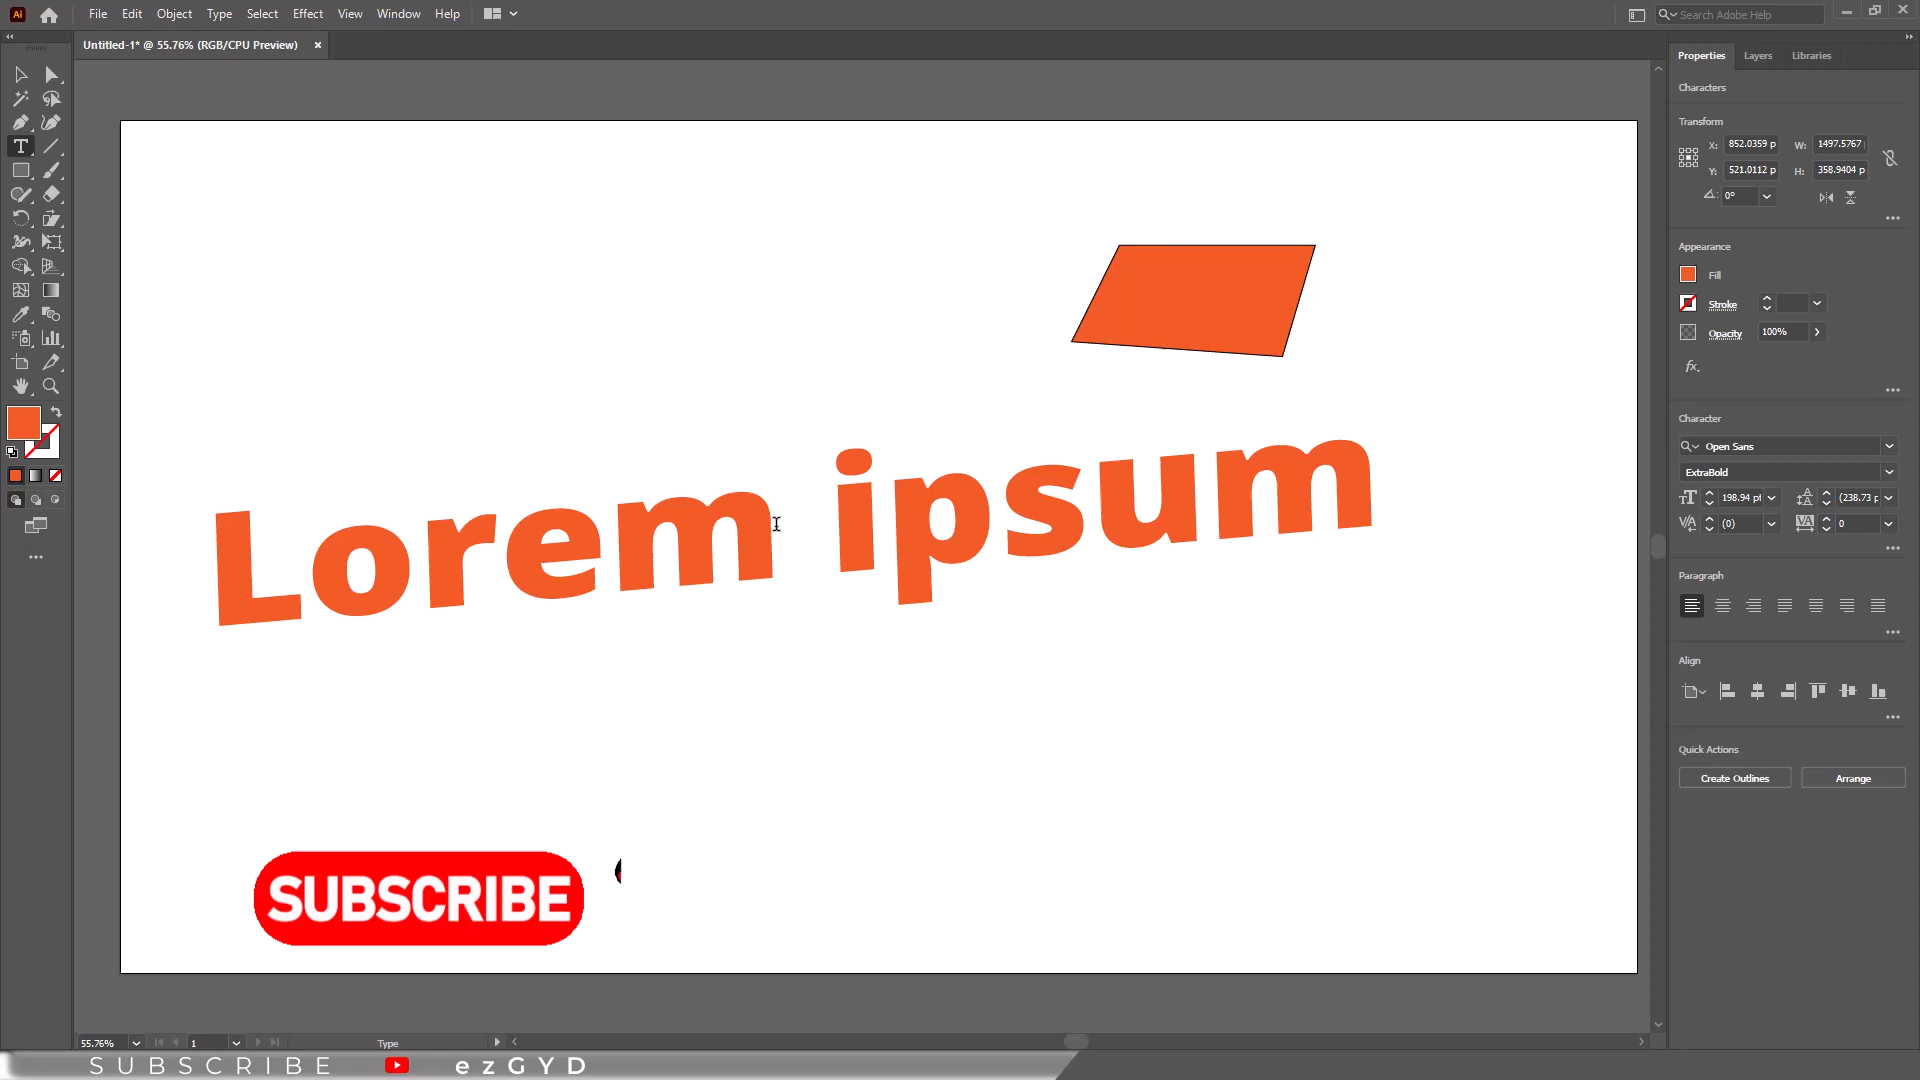 Ai File Edit Object Type Select Effect View Window Help Search Adobe Help
Untitled-1* @ 55.76% (RGB/CPU Preview) ×
Properties Layers Libraries
Characters
Transform
X: 852.0359 p W: 1497.5767
Y: 521.0112 p H: 358.9404 p
0°
Appearance
Fill
Stroke
Opacity 100%
fx.
Character
Open Sans
ExtraBold
198.94 pt (238.73 p
(0) 0
Paragraph
Align
Quick Actions
Create Outlines Arrange
Lorem ipsum
SUBSCRIBE
55.76% 1 Type
SUBSCRIBE ezGYD